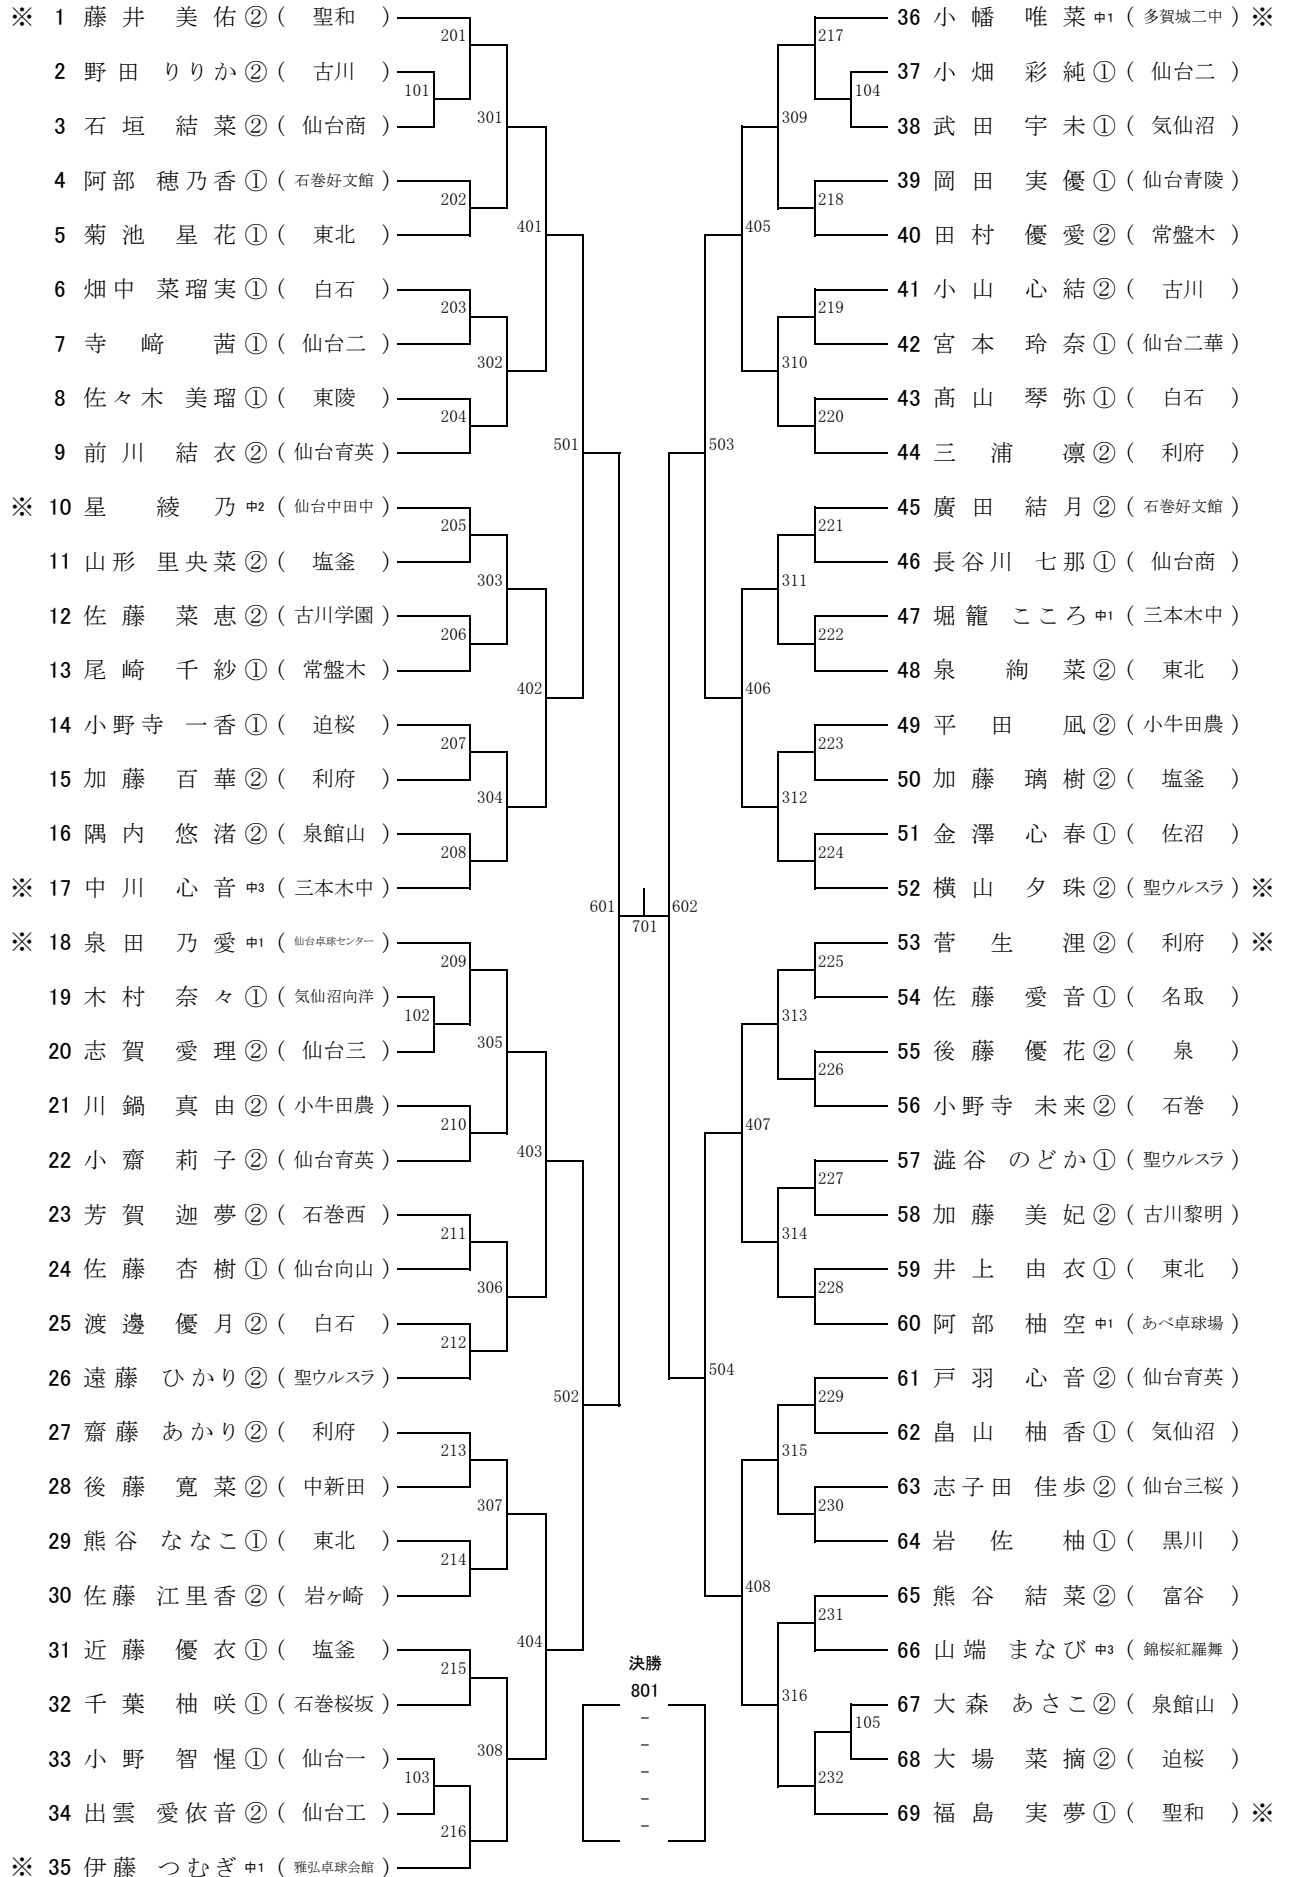 ※ 1 藤井 美佑② ( 聖和 )
201
2 野田 りりか② ( 古川 )
101
3 石垣 結菜② ( 仙台商 )
301
4 阿部 穂乃香① ( 石巻好文館 )
202
5 菊池 星花① ( 東北 )
401
6 畑中 菜瑠実① ( 白石 )
203
7 寺﨑 茜① ( 仙台二 )
302
8 佐々木 美瑠① ( 東陵 )
204
9 前川 結衣② ( 仙台育英 )
501
※ 10 星 綾乃 中2 ( 仙台中田中 )
205
11 山形 里央菜② ( 塩釜 )
303
12 佐藤 菜恵② ( 古川学園 )
206
13 尾崎 千紗① ( 常盤木 )
402
14 小野寺 一香① ( 迫桜 )
207
15 加藤 百華② ( 利府 )
304
16 隅内 悠渚② ( 泉館山 )
208
※ 17 中川 心音 中3 ( 三本木中 )
601
※ 18 泉田 乃愛 中1 ( 仙台卓球センター )
209
19 木村 奈々① ( 気仙沼向洋 )
102
20 志賀 愛理② ( 仙台三 )
305
21 川鍋 真由② ( 小牛田農 )
210
22 小齋 莉子② ( 仙台育英 )
403
23 芳賀 迦夢② ( 石巻西 )
211
24 佐藤 杏樹① ( 仙台向山 )
306
25 渡邊 優月② ( 白石 )
212
26 遠藤 ひかり② ( 聖ウルスラ )
502
27 齋藤 あかり② ( 利府 )
213
28 後藤 寛菜② ( 中新田 )
307
29 熊谷 ななこ① ( 東北 )
214
30 佐藤 江里香② ( 岩ヶ崎 )
404
31 近藤 優衣① ( 塩釜 )
215
32 千葉 柚咲① ( 石巻桜坂 )
308
33 小野 智惺① ( 仙台一 )
103
34 出雲 愛依音② ( 仙台工 )
216
※ 35 伊藤 つむぎ 中1 ( 雅弘卓球会館 )
701
決勝
801
–
–
–
–
–
36 小幡 唯菜 中1 ( 多賀城二中 ) ※
217
37 小畑 彩純① ( 仙台二 )
104
38 武田 宇未① ( 気仙沼 )
309
39 岡田 実優① ( 仙台青陵 )
218
40 田村 優愛② ( 常盤木 )
405
41 小山 心結② ( 古川 )
219
42 宮本 玲奈① ( 仙台二華 )
310
43 髙山 琴弥① ( 白石 )
220
44 三浦 凛② ( 利府 )
503
45 廣田 結月② ( 石巻好文館 )
221
46 長谷川 七那① ( 仙台商 )
311
47 堀籠 こころ 中1 ( 三本木中 )
222
48 泉 絢菜② ( 東北 )
406
49 平田 凪② ( 小牛田農 )
223
50 加藤 璃樹② ( 塩釜 )
312
51 金澤 心春① ( 佐沼 )
224
52 横山 夕珠② ( 聖ウルスラ ) ※
602
53 菅生 浬② ( 利府 ) ※
225
54 佐藤 愛音① ( 名取 )
313
55 後藤 優花② ( 泉 )
226
56 小野寺 未来② ( 石巻 )
407
57 澁谷 のどか① ( 聖ウルスラ )
227
58 加藤 美妃② ( 古川黎明 )
314
59 井上 由衣① ( 東北 )
228
60 阿部 柚空 中1 ( あべ卓球場 )
504
61 戸羽 心音② ( 仙台育英 )
229
62 畠山 柚香① ( 気仙沼 )
315
63 志子田 佳歩② ( 仙台三桜 )
230
64 岩佐 柚① ( 黒川 )
408
65 熊谷 結菜② ( 富谷 )
231
66 山端 まなび 中3 ( 錦桜紅羅舞 )
316
67 大森 あさこ② ( 泉館山 )
105
68 大場 菜摘② ( 迫桜 )
232
69 福島 実夢① ( 聖和 ) ※